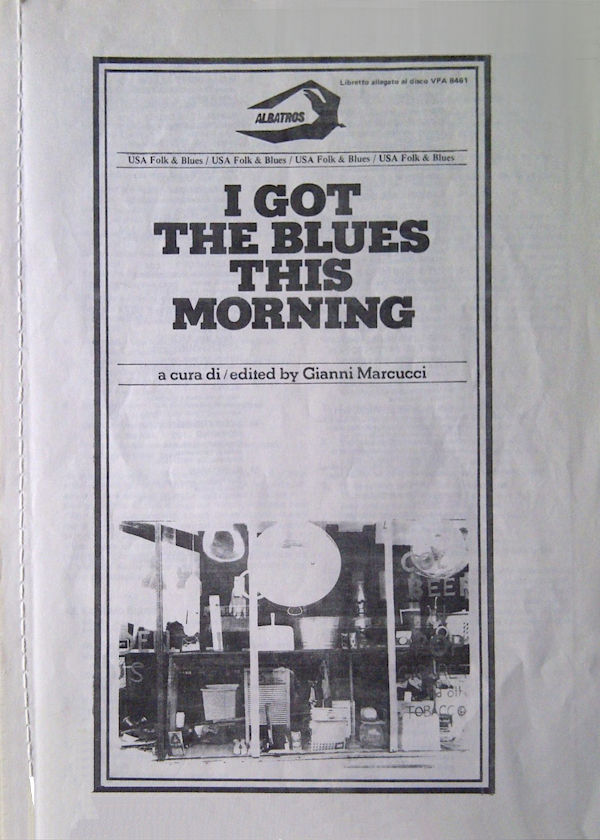 Libretto allegato al disco VPA 8461
ALBATROS
USA Folk & Blues / USA Folk & Blues / USA Folk & Blues / USA Folk & Blues
I GOT
THE BLUES
THIS
MORNING
a cura di / edited by Gianni Marcucci
BEER
TOBACCO